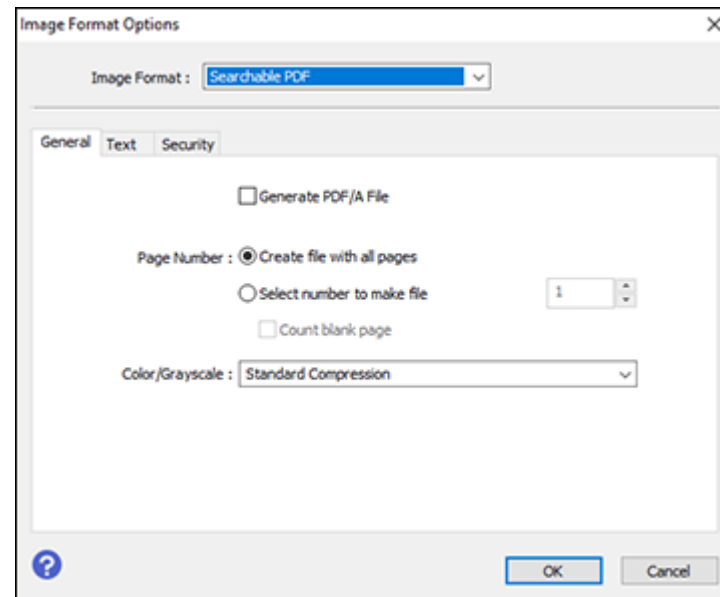 Image Format Options
Image Format : Searchable PDF
General Text Security
Generate PDF/A File
Page Number : Create file with all pages
Select number to make file 1
Count blank page
Color/Grayscale : Standard Compression
? OK Cancel